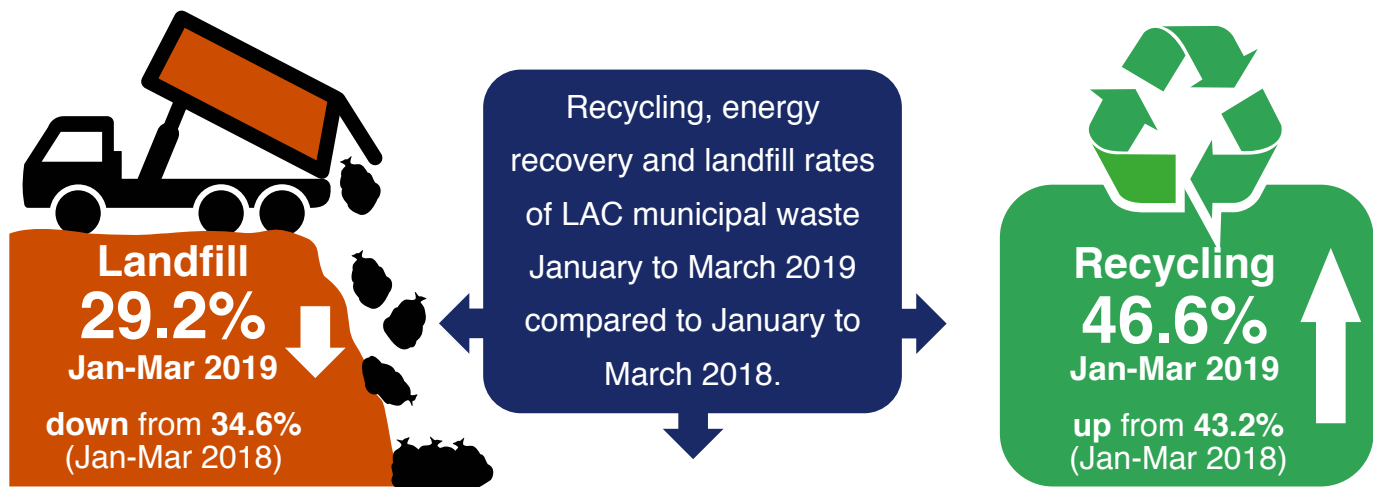 Landfill
29.2%
Jan-Mar 2019
down from 34.6%
(Jan-Mar 2018)
Recycling, energy
recovery and landfill rates
of LAC municipal waste
January to March 2019
compared to January to
March 2018.
Recycling
46.6%
Jan-Mar 2019
up from 43.2%
(Jan-Mar 2018)